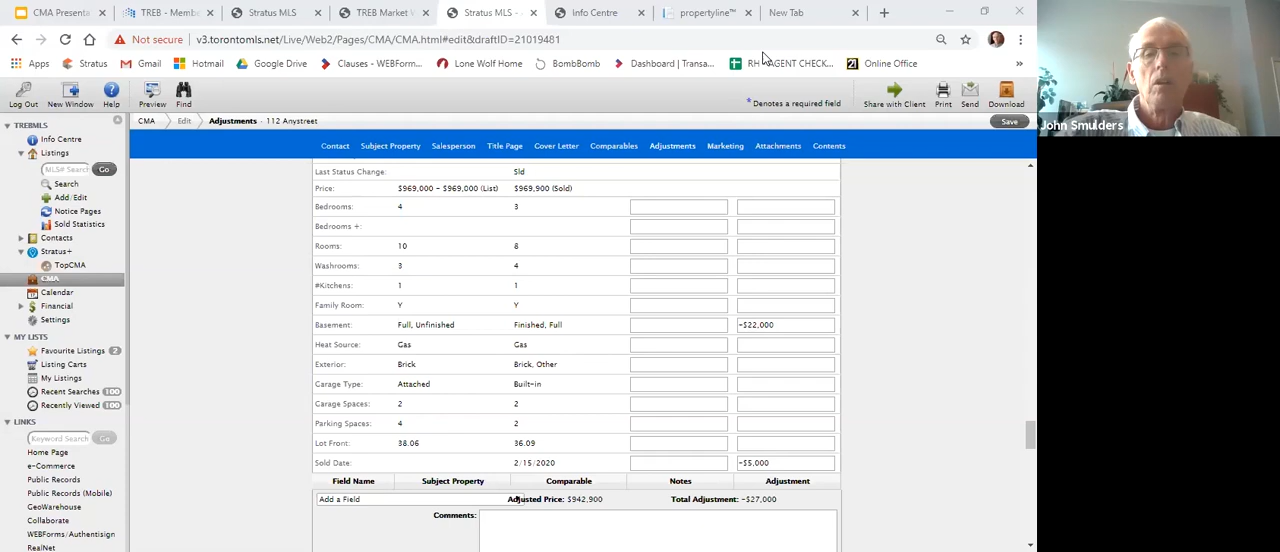 CMA Presenta
TREB - Membe
Stratus MLS
TREB Market W
Stratus MLS - 
Info Centre
propertyline™
New Tab
Not secure
v3.torontomls.net/Live/Web2/Pages/CMA/CMA.html#edit&draftID=21019481
Apps
Stratus
Gmail
Hotmail
Google Drive
Clauses - WEBForm...
Lone Wolf Home
BombBomb
Dashboard | Transa...
RH - AGENT CHECK...
Online Office
»
Log Out
New Window
Help
Preview
Find
* Denotes a required field
Share with Client
Print
Send
Download
TREBMLS
CMA Edit Adjustments - 112 Anystreet
Save
John Smulders
Info Centre
Listings
MLS# Search
Go
Search
Add/Edit
Notice Pages
Sold Statistics
Contacts
Stratus+
TopCMA
CMA
Calendar
Financial
Settings
MY LISTS
Favourite Listings 2
Listing Carts
My Listings
Recent Searches 100
Recently Viewed 100
LINKS
Keyword Search
Go
Home Page
e-Commerce
Public Records
Public Records (Mobile)
GeoWarehouse
Collaborate
WEBForms/Authentisign
RealNet
Contact Subject Property Salesperson Title Page Cover Letter Comparables Adjustments Marketing Attachments Contents
Last Status Change: Sld
Price: $969,000 - $969,000 (List) $969,900 (Sold)
Bedrooms: 4 3
Bedrooms +:
Rooms: 10 8
Washrooms: 3 4
#Kitchens: 1 1
Family Room: Y Y
Basement: Full, Unfinished Finished, Full -$22,000
Heat Source: Gas Gas
Exterior: Brick Brick, Other
Garage Type: Attached Built-in
Garage Spaces: 2 2
Parking Spaces: 4 2
Lot Front: 38.06 36.09
Sold Date: 2/15/2020 -$5,000
Field Name Subject Property Comparable Notes Adjustment
Add a Field Adjusted Price: $942,900 Total Adjustment: -$27,000
Comments: